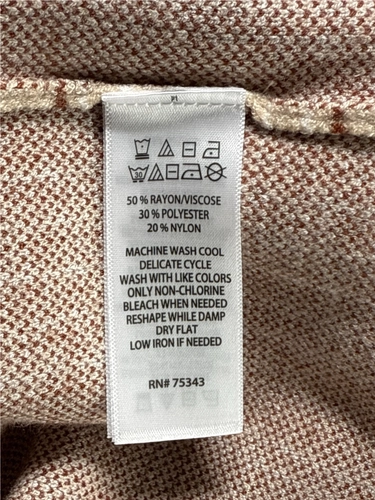 30
50 % RAYON/VISCOSE
30 % POLYESTER
20 % NYLON
MACHINE WASH COOL
DELICATE CYCLE
WASH WITH LIKE COLORS
ONLY NON-CHLORINE
BLEACH WHEN NEEDED
RESHAPE WHILE DAMP
DRY FLAT
LOW IRON IF NEEDED
RN# 75343